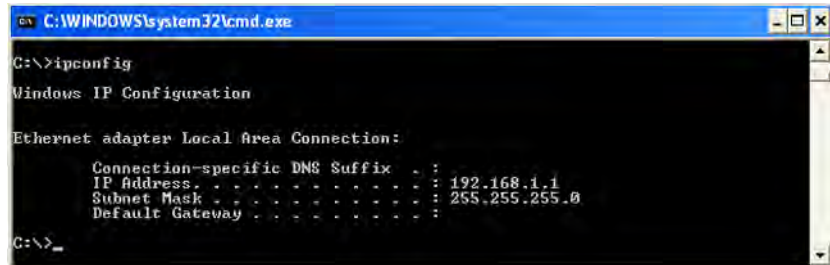 C:\WINDOWS\system32\cmd.exe
C:\>ipconfig
Windows IP Configuration
Ethernet adapter Local Area Connection:
Connection-specific DNS Suffix . :
IP Address. . . . . . . . . . . . : 192.168.1.1
Subnet Mask . . . . . . . . . . . : 255.255.255.0
Default Gateway . . . . . . . . . :
C:\>_